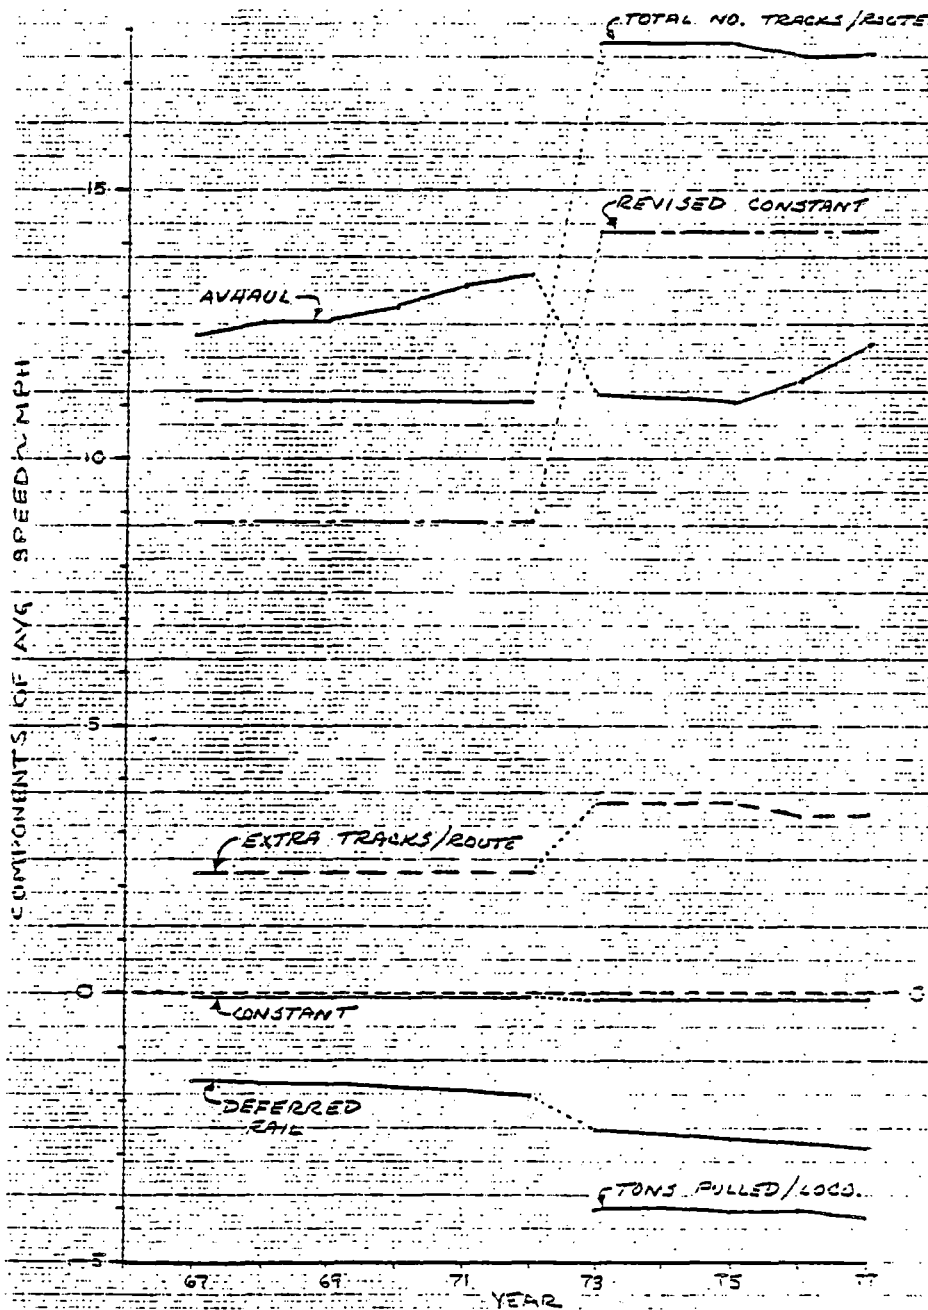 TOTAL NO. TRACKS/ROUTE
15
REVISED CONSTANT
AVHAUL
COMPONENTS OF AVG SPEED ~ MPH
10
5
EXTRA TRACKS/ROUTE
0 0
CONSTANT
DEFERRED
RAIL
TONS PULLED/LOCO.
-5
67 69 71 73 75 77
YEAR